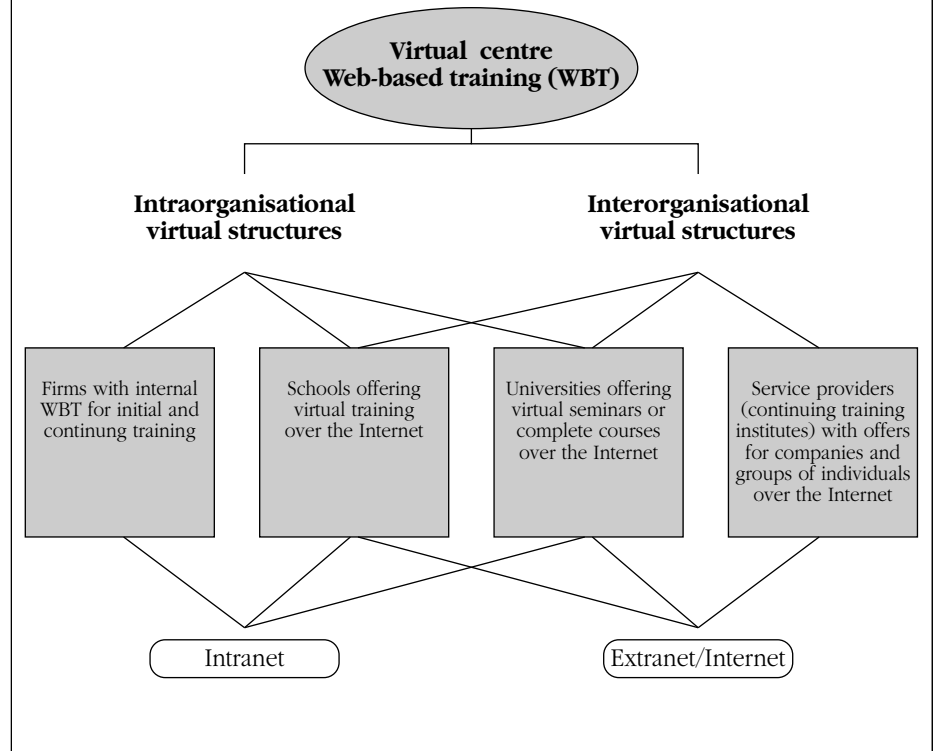 Virtual centre
Web-based training (WBT)
Intraorganisational
virtual structures
Interorganisational
virtual structures
Firms with internal
WBT for initial and
continung training
Schools offering
virtual training
over the Internet
Universities offering
virtual seminars or
complete courses
over the Internet
Service providers
(continuing training
institutes) with offers
for companies and
groups of individuals
over the Internet
Intranet
Extranet/Internet